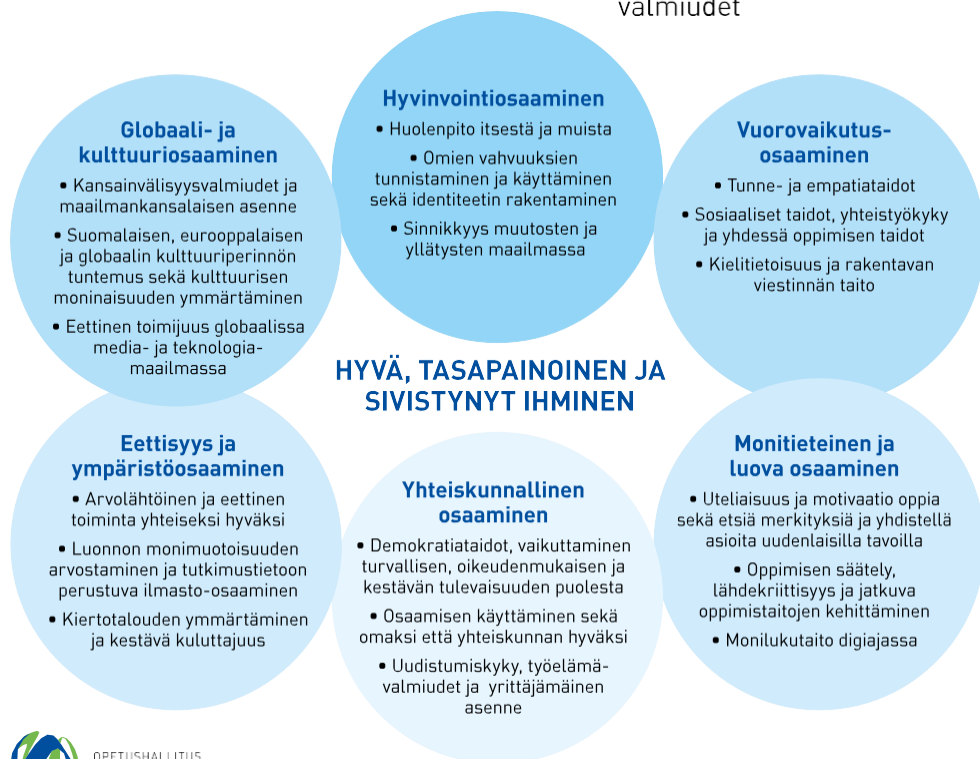 valmiudet
Hyvinvointiosaaminen
• Huolenpito itsestä ja muista
• Omien vahvuuksien
tunnistaminen ja käyttäminen
sekä identiteetin rakentaminen
• Sinnikkyys muutosten ja
yllätysten maailmassa
Globaali- ja
kulttuuriosaaminen
• Kansainvälisyysvalmiudet ja
maailmankansalaisen asenne
• Suomalaisen, eurooppalaisen
ja globaalin kulttuuriperinnön
tuntemus sekä kulttuurisen
moninaisuuden ymmärtäminen
• Eettinen toimijuus globaalissa
media- ja teknologia-
maailmassa
Vuorovaikutus-
osaaminen
• Tunne- ja empatiataidot
• Sosiaaliset taidot, yhteistyökyky
ja yhdessä oppimisen taidot
• Kielitietoisuus ja rakentavan
viestinnän taito
HYVÄ, TASAPAINOINEN JA
SIVISTYNYT IHMINEN
Eettisyys ja
ympäristöosaaminen
• Arvolähtöinen ja eettinen
toiminta yhteiseksi hyväksi
• Luonnon monimuotoisuuden
arvostaminen ja tutkimustietoon
perustuva ilmasto-osaaminen
• Kiertotalouden ymmärtäminen
ja kestävä kuluttajuus
Yhteiskunnallinen
osaaminen
• Demokratiataidot, vaikuttaminen
turvallisen, oikeudenmukaisen ja
kestävän tulevaisuuden puolesta
• Osaamisen käyttäminen sekä
omaksi että yhteiskunnan hyväksi
• Uudistumiskyky, työelämä-
valmiudet ja yrittäjämäinen
asenne
Monitieteinen ja
luova osaaminen
• Uteliaisuus ja motivaatio oppia
sekä etsiä merkityksiä ja yhdistellä
asioita uudenlaisilla tavoilla
• Oppimisen säätely,
lähdekriittisyys ja jatkuva
oppimistaitojen kehittäminen
• Monilukutaito digiajassa
OPETUSHALLITUS